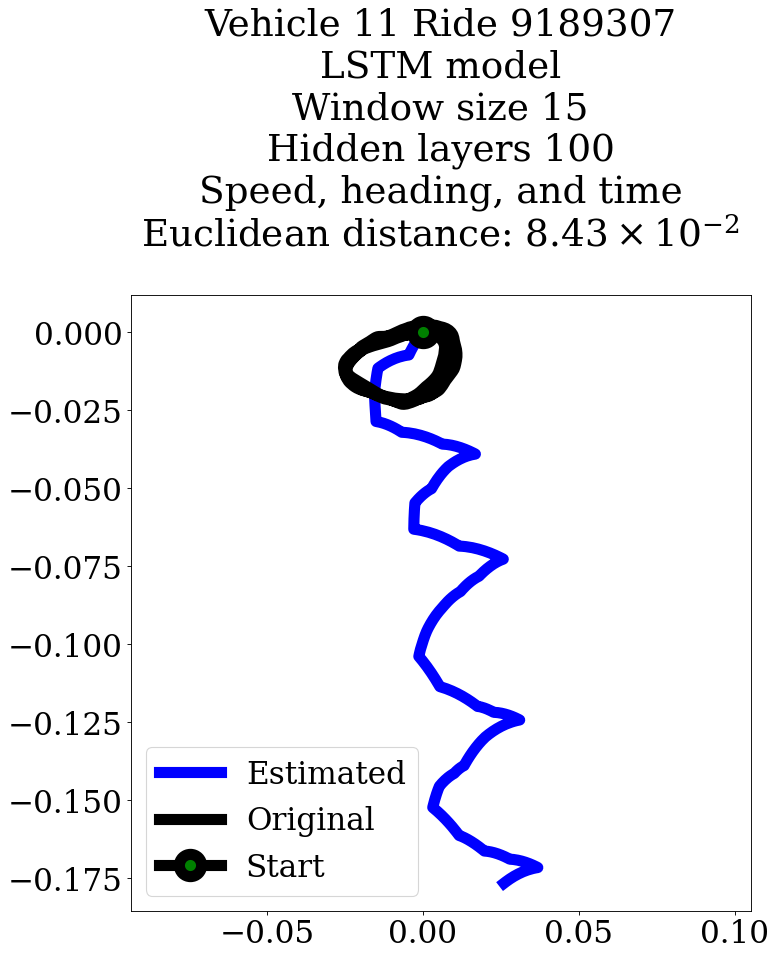 Vehicle 11 Ride 9189307
LSTM model
Window size 15
Hidden layers 100
Speed, heading, and time
Euclidean distance: 8.43 × 10⁻²
0.000
−0.025
−0.050
−0.075
−0.100
−0.125
−0.150
−0.175
Estimated
Original
Start
−0.05 0.00 0.05 0.10